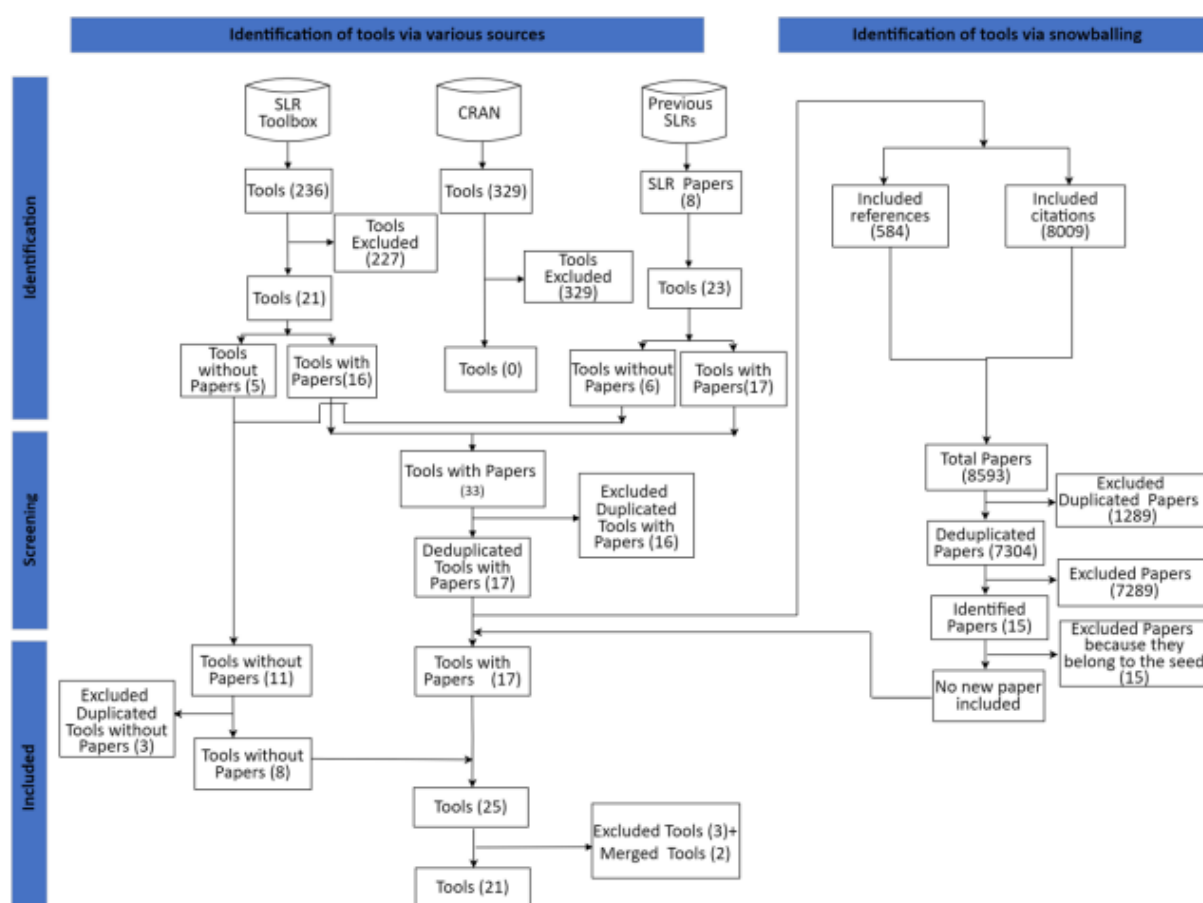 Identification of tools via various sources
Identification of tools via snowballing
Identification
SLR
Toolbox
CRAN
Previous
SLRs
Tools (236)
Tools (329)
SLR Papers
(8)
Included
references
(584)
Included
citations
(8009)
Tools
Excluded
(227)
Tools
Excluded
(329)
Tools (21)
Tools (23)
Tools
without
Papers (5)
Tools with
Papers(16)
Tools (0)
Tools without
Papers (6)
Tools with
Papers(17)
Screening
Tools with Papers
(33)
Excluded
Duplicated
Tools with
Papers (16)
Deduplicated
Tools with
Papers (17)
Total Papers
(8593)
Excluded
Duplicated Papers
(1289)
Deduplicated
Papers (7304)
Excluded Papers
(7289)
Identified
Papers (15)
Excluded Papers
because they
belong to the seed
(15)
No new paper
included
Included
Tools without
Papers (11)
Tools with
Papers (17)
Excluded
Duplicated
Tools without
Papers (3)
Tools without
Papers (8)
Tools (25)
Excluded Tools (3)+
Merged Tools (2)
Tools (21)